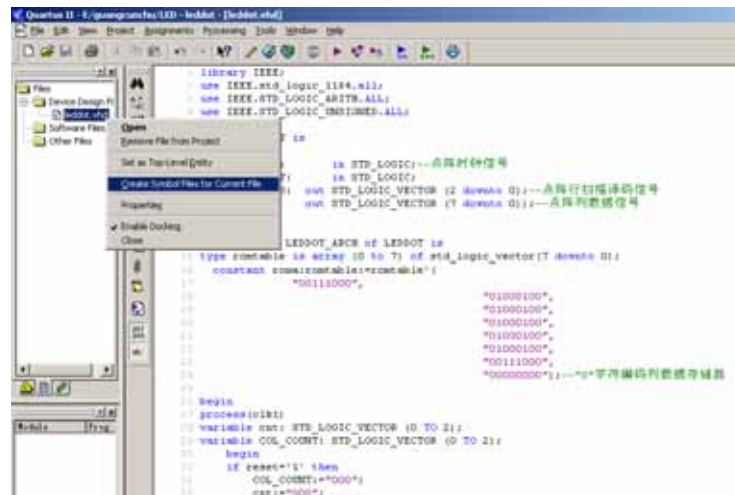 Quartus II - E:/guangrunchu/LED - leddot - [leddot.vhd]
File Edit View Project Assignments Processing Tools Window Help
Files
Device Design Fi
leddot.vhd
Software Files
Other Files
Open
Remove File from Project
Set as Top-Level Entity
Create Symbol Files for Current File
Properties
Enable Docking
Close
Module Prog
library IEEE;
use IEEE.std_logic_1164.all;
use IEEE.STD_LOGIC_ARITH.ALL;
use IEEE.STD_LOGIC_UNSIGNED.ALL;
is
in STD_LOGIC;--点阵时钟信号
in STD_LOGIC;
out STD_LOGIC_VECTOR (2 downto 0);--点阵行扫描译码信号
out STD_LOGIC_VECTOR (7 downto 0));--点阵列数据信号
LEDDOT_ARCH of LEDDOT is
type romtable is array (0 to 7) of std_logic_vector(7 downto 0);
constant roma:romtable:=romtable'(
"00111000",
"01000100",
"01000100",
"01000100",
"01000100",
"01000100",
"00111000",
"00000000");--"0"字符编码列数据存储器
begin
process(clk1)
variable cnt: STD_LOGIC_VECTOR (0 TO 2);
variable COL_COUNT: STD_LOGIC_VECTOR (0 TO 2);
begin
if reset='1' then
COL_COUNT:="000";
cnt:="000";